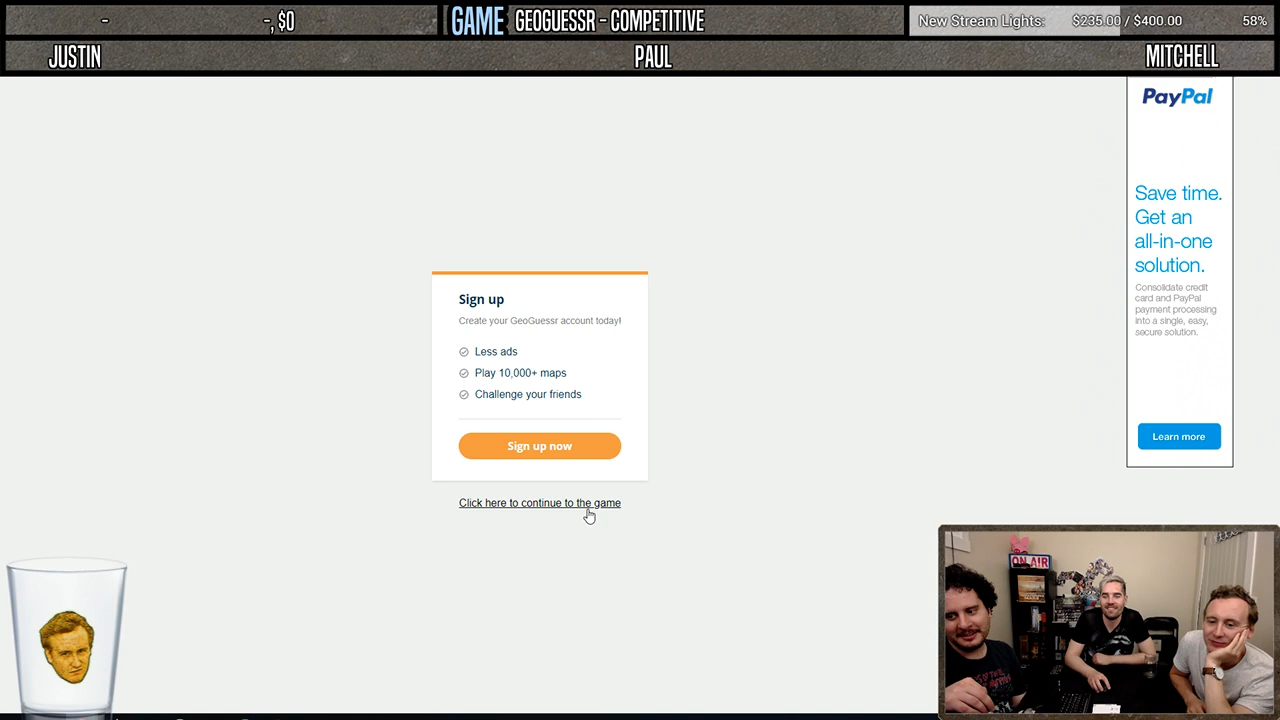 -
-, $0
GAME GEOGUESSR - COMPETITIVE
New Stream Lights: $235.00 / $400.00 58%
JUSTIN
PAUL
MITCHELL
PayPal
Save time.
Get an
all-in-one
solution.
Consolidate credit
card and PayPal
payment processing
into a single, easy,
secure solution.
Learn more
Sign up
Create your GeoGuessr account today!
Less ads
Play 10,000+ maps
Challenge your friends
Sign up now
Click here to continue to the game
ON AIR